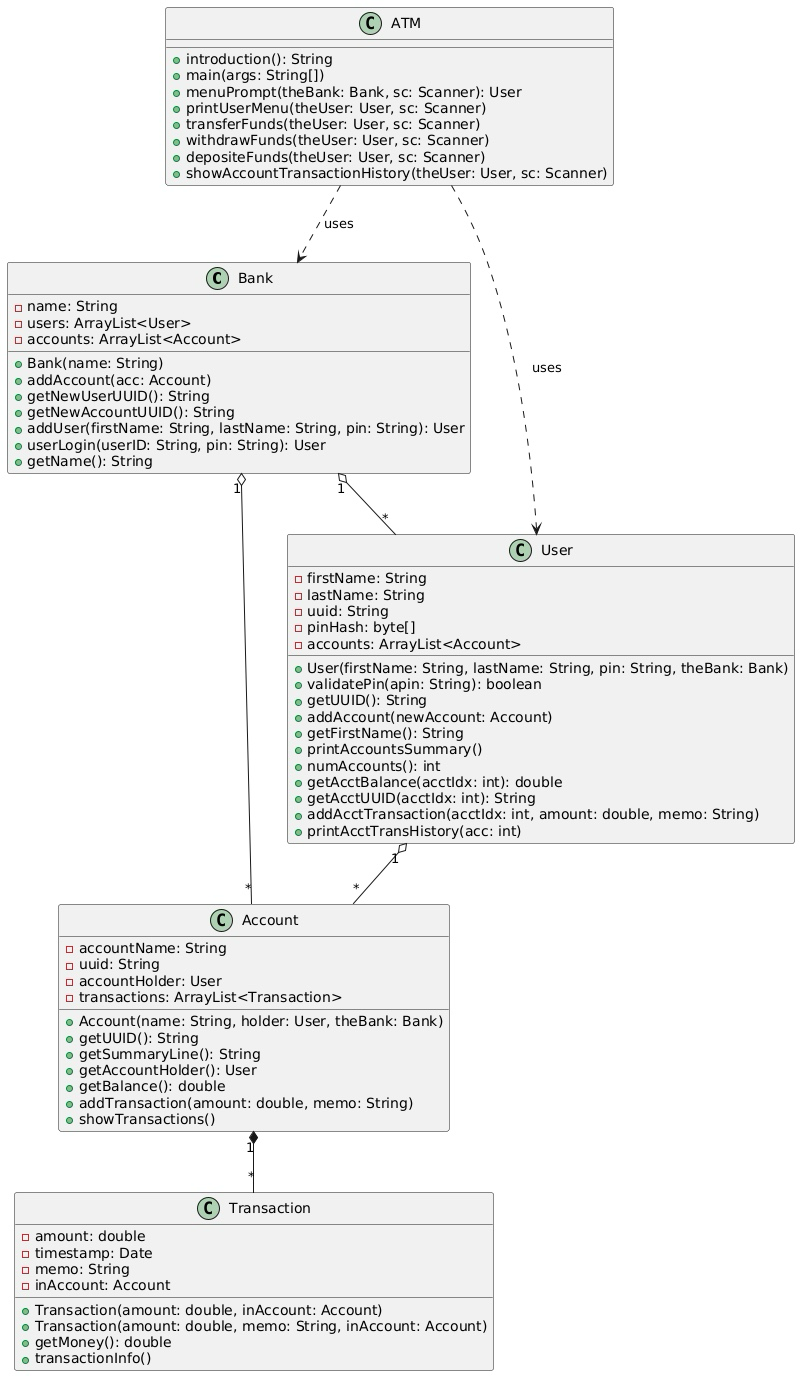 C ATM
introduction(): String
main(args: String[])
menuPrompt(theBank: Bank, sc: Scanner): User
printUserMenu(theUser: User, sc: Scanner)
transferFunds(theUser: User, sc: Scanner)
withdrawFunds(theUser: User, sc: Scanner)
depositeFunds(theUser: User, sc: Scanner)
showAccountTransactionHistory(theUser: User, sc: Scanner)
uses
uses
C Bank
name: String
users: ArrayList<User>
accounts: ArrayList<Account>
Bank(name: String)
addAccount(acc: Account)
getNewUserUUID(): String
getNewAccountUUID(): String
addUser(firstName: String, lastName: String, pin: String): User
userLogin(userID: String, pin: String): User
getName(): String
1
1
*
C User
firstName: String
lastName: String
uuid: String
pinHash: byte[]
accounts: ArrayList<Account>
User(firstName: String, lastName: String, pin: String, theBank: Bank)
validatePin(apin: String): boolean
getUUID(): String
addAccount(newAccount: Account)
getFirstName(): String
printAccountsSummary()
numAccounts(): int
getAcctBalance(acctIdx: int): double
getAcctUUID(acctIdx: int): String
addAcctTransaction(acctIdx: int, amount: double, memo: String)
printAcctTransHistory(acc: int)
1
*
*
C Account
accountName: String
uuid: String
accountHolder: User
transactions: ArrayList<Transaction>
Account(name: String, holder: User, theBank: Bank)
getUUID(): String
getSummaryLine(): String
getAccountHolder(): User
getBalance(): double
addTransaction(amount: double, memo: String)
showTransactions()
1
*
C Transaction
amount: double
timestamp: Date
memo: String
inAccount: Account
Transaction(amount: double, inAccount: Account)
Transaction(amount: double, memo: String, inAccount: Account)
getMoney(): double
transactionInfo()